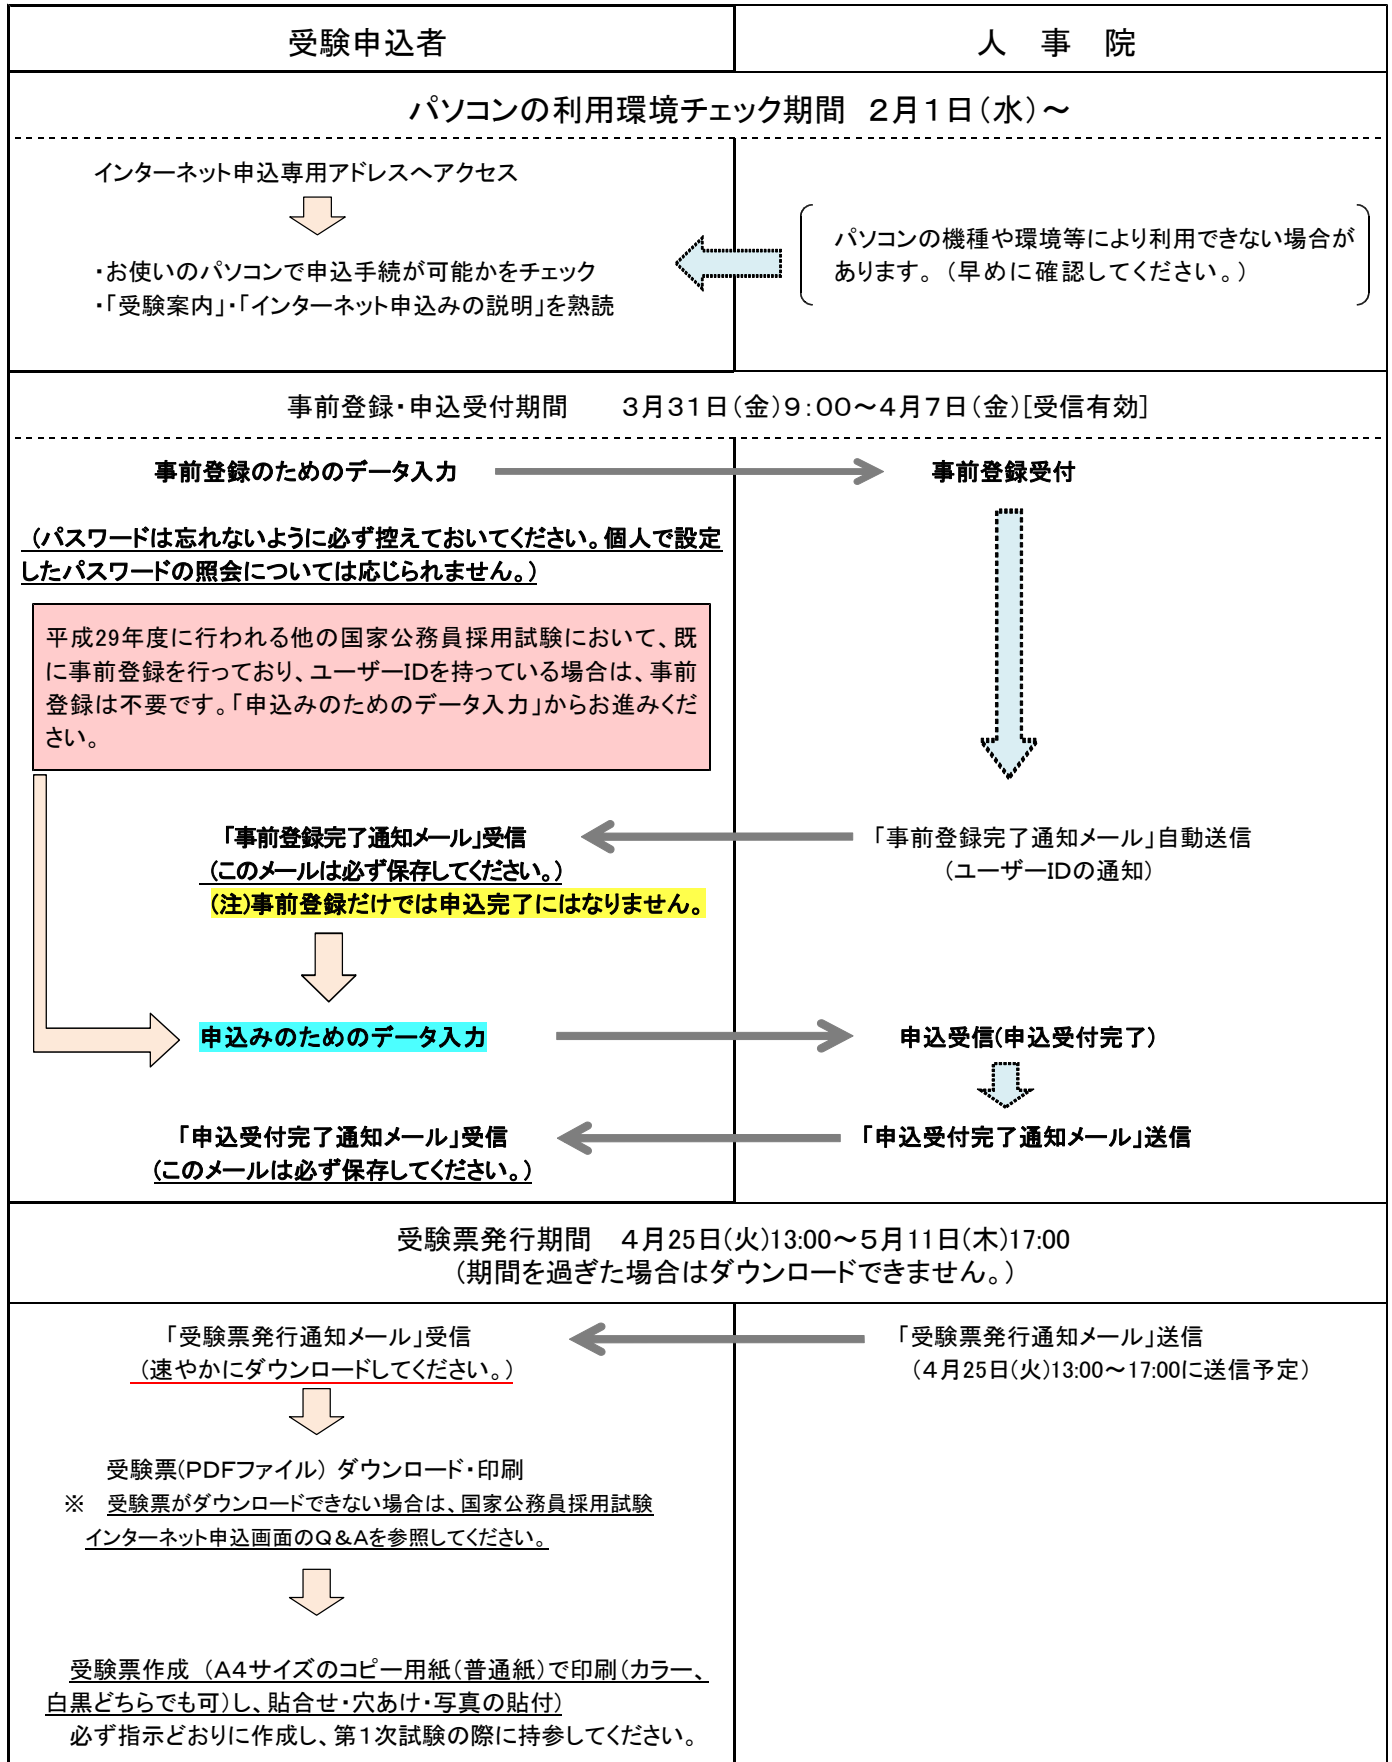 受験申込者
人　事　院
パソコンの利用環境チェック期間　２月１日（水）～
インターネット申込専用アドレスへアクセス
・お使いのパソコンで申込手続が可能かをチェック
・「受験案内」・「インターネット申込みの説明」を熟読
パソコンの機種や環境等により利用できない場合が
あります。（早めに確認してください。）
事前登録・申込受付期間　　３月３１日（金）９：００～４月７日（金）［受信有効］
事前登録のためのデータ入力
事前登録受付
（パスワードは忘れないように必ず控えておいてください。個人で設定
したパスワードの照会については応じられません。）
平成29年度に行われる他の国家公務員採用試験において、既
に事前登録を行っており、ユーザーIDを持っている場合は、事前
登録は不要です。「申込みのためのデータ入力」からお進みくだ
さい。
「事前登録完了通知メール」受信
（このメールは必ず保存してください。）
(注)事前登録だけでは申込完了にはなりません。
「事前登録完了通知メール」自動送信
（ユーザーIDの通知）
申込みのためのデータ入力
申込受信(申込受付完了）
「申込受付完了通知メール」受信
（このメールは必ず保存してください。）
「申込受付完了通知メール」送信
受験票発行期間　４月25日(火)13:00～５月11日(木)17:00
（期間を過ぎた場合はダウンロードできません。）
「受験票発行通知メール」受信
（速やかにダウンロードしてください。）
「受験票発行通知メール」送信
（４月25日(火)13:00～17:00に送信予定）
受験票(ＰＤＦファイル） ダウンロード・印刷
※　受験票がダウンロードできない場合は、国家公務員採用試験
インターネット申込画面のＱ＆Ａを参照してください。
受験票作成 （Ａ４サイズのコピー用紙（普通紙）で印刷（カラー、
白黒どちらでも可）し、貼合せ・穴あけ・写真の貼付）
必ず指示どおりに作成し、第１次試験の際に持参してください。